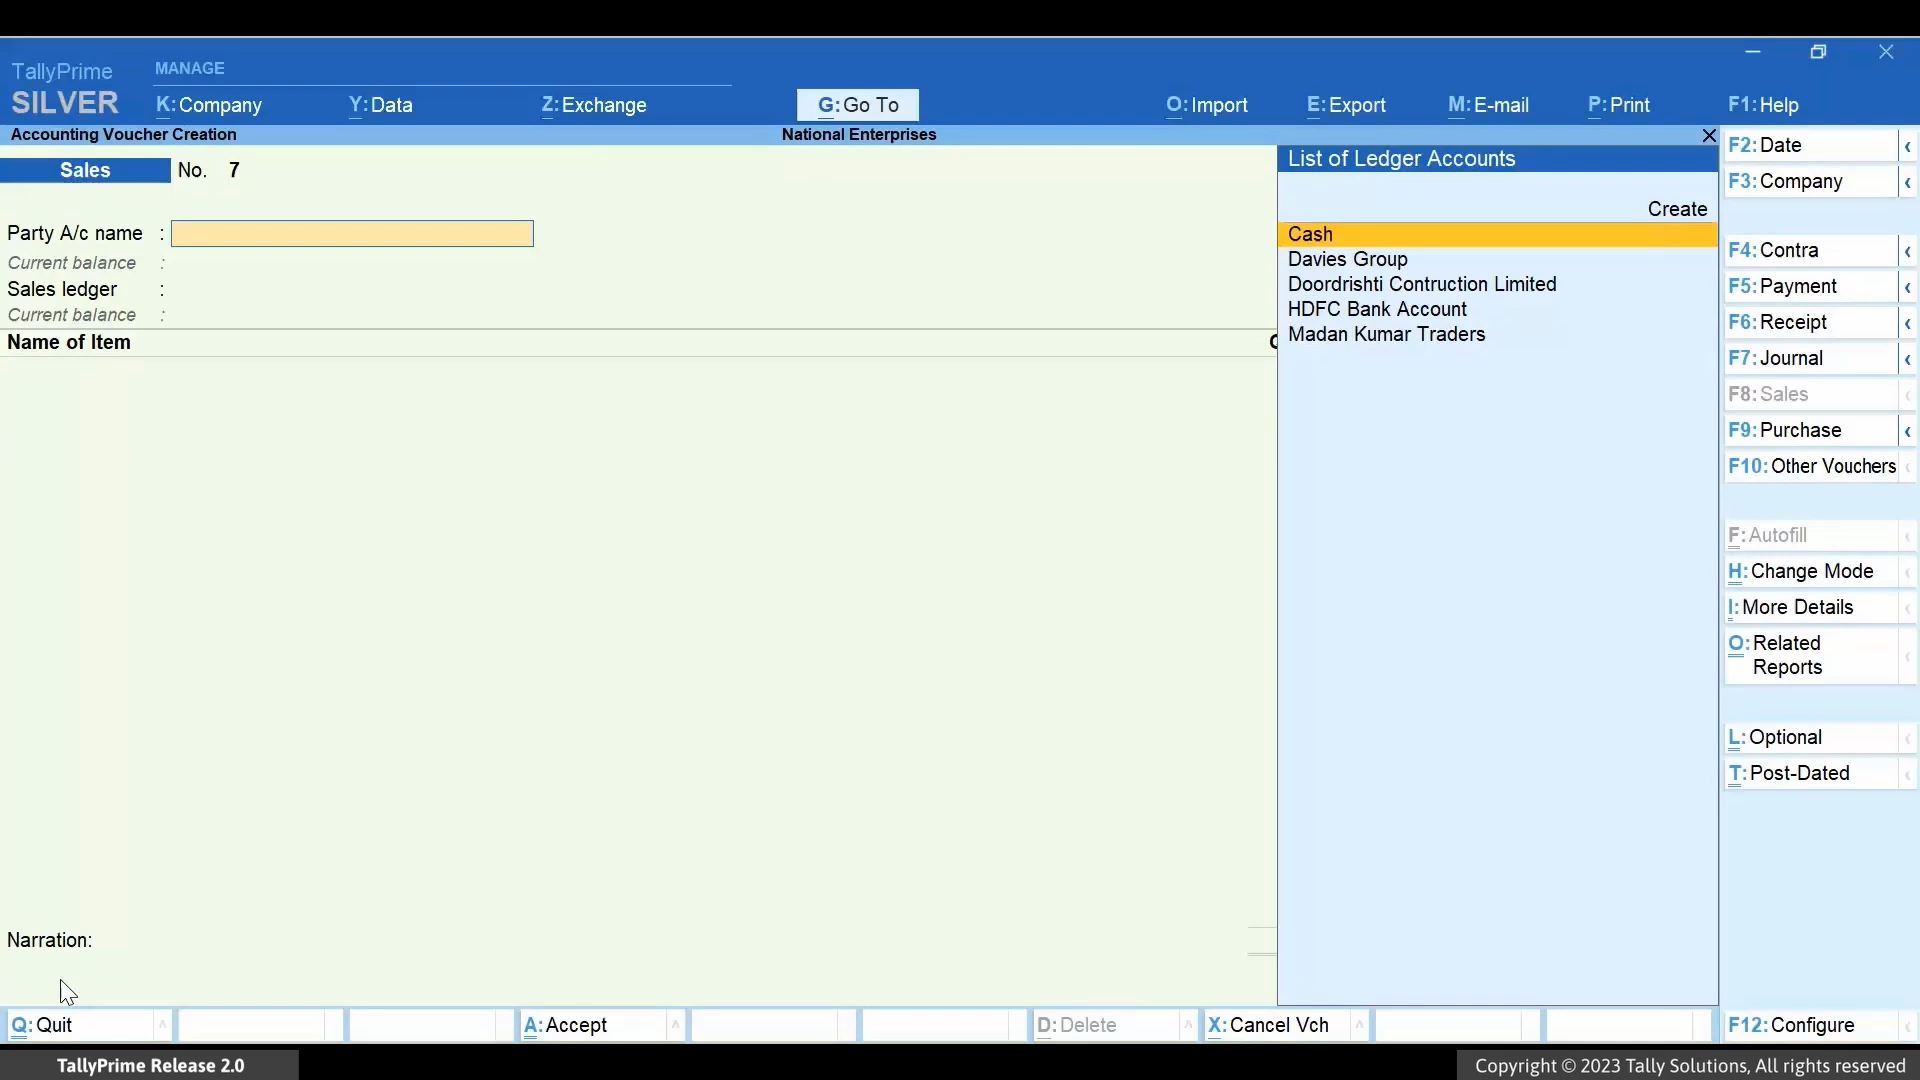 TallyPrime
SILVER
MANAGE
K: Company
Y: Data
Z: Exchange
G: Go To
O: Import
E: Export
M: E-mail
P: Print
F1: Help
Accounting Voucher Creation
National Enterprises
Sales
No. 7
Party A/c name :
Current balance :
Sales ledger :
Current balance :
Name of Item
List of Ledger Accounts
Create
Cash
Davies Group
Doordrishti Contruction Limited
HDFC Bank Account
Madan Kumar Traders
F2: Date
F3: Company
F4: Contra
F5: Payment
F6: Receipt
F7: Journal
F8: Sales
F9: Purchase
F10: Other Vouchers
F: Autofill
H: Change Mode
I: More Details
O: Related
Reports
L: Optional
T: Post-Dated
Narration:
Q: Quit
A: Accept
D: Delete
X: Cancel Vch
F12: Configure
TallyPrime Release 2.0
Copyright © 2023 Tally Solutions, All rights reserved